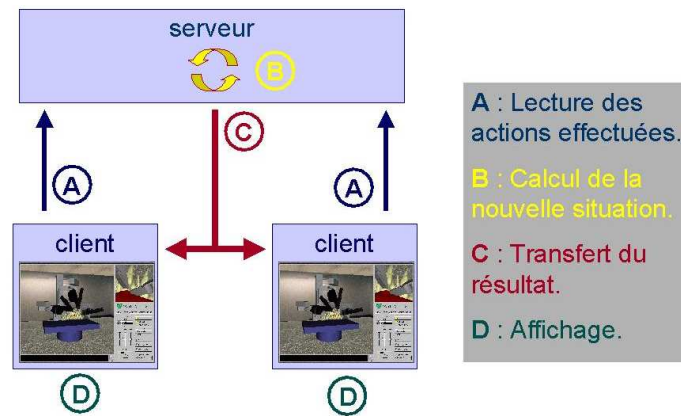 serveur
B
C
A
A
client
client
D
D
A : Lecture des
actions effectuées.
B : Calcul de la
nouvelle situation.
C : Transfert du
résultat.
D : Affichage.